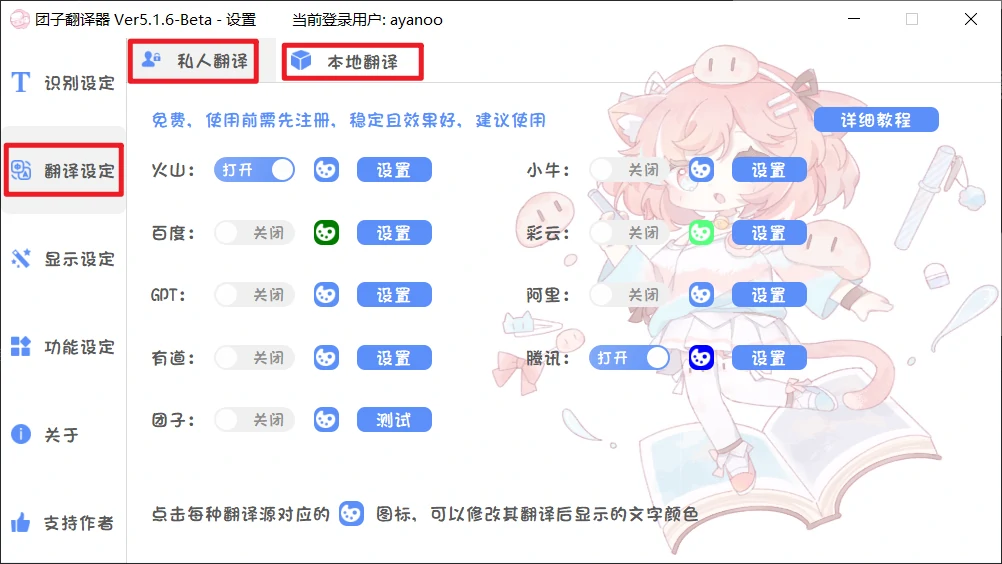 团子翻译器 Ver5.1.6-Beta - 设置 当前登录用户: ayanoo
私人翻译 本地翻译
识别设定
翻译设定
显示设定
功能设定
关于
支持作者
免费、使用前需先注册、稳定且效果好、建议使用 详细教程
火山: 打开 设置 小牛: 关闭 设置
百度: 关闭 设置 彩云: 关闭 设置
GPT: 关闭 设置 阿里: 关闭 设置
有道: 关闭 设置 腾讯: 打开 设置
团子: 关闭 测试
点击每种翻译源对应的 图标、可以修改其翻译后显示的文字颜色